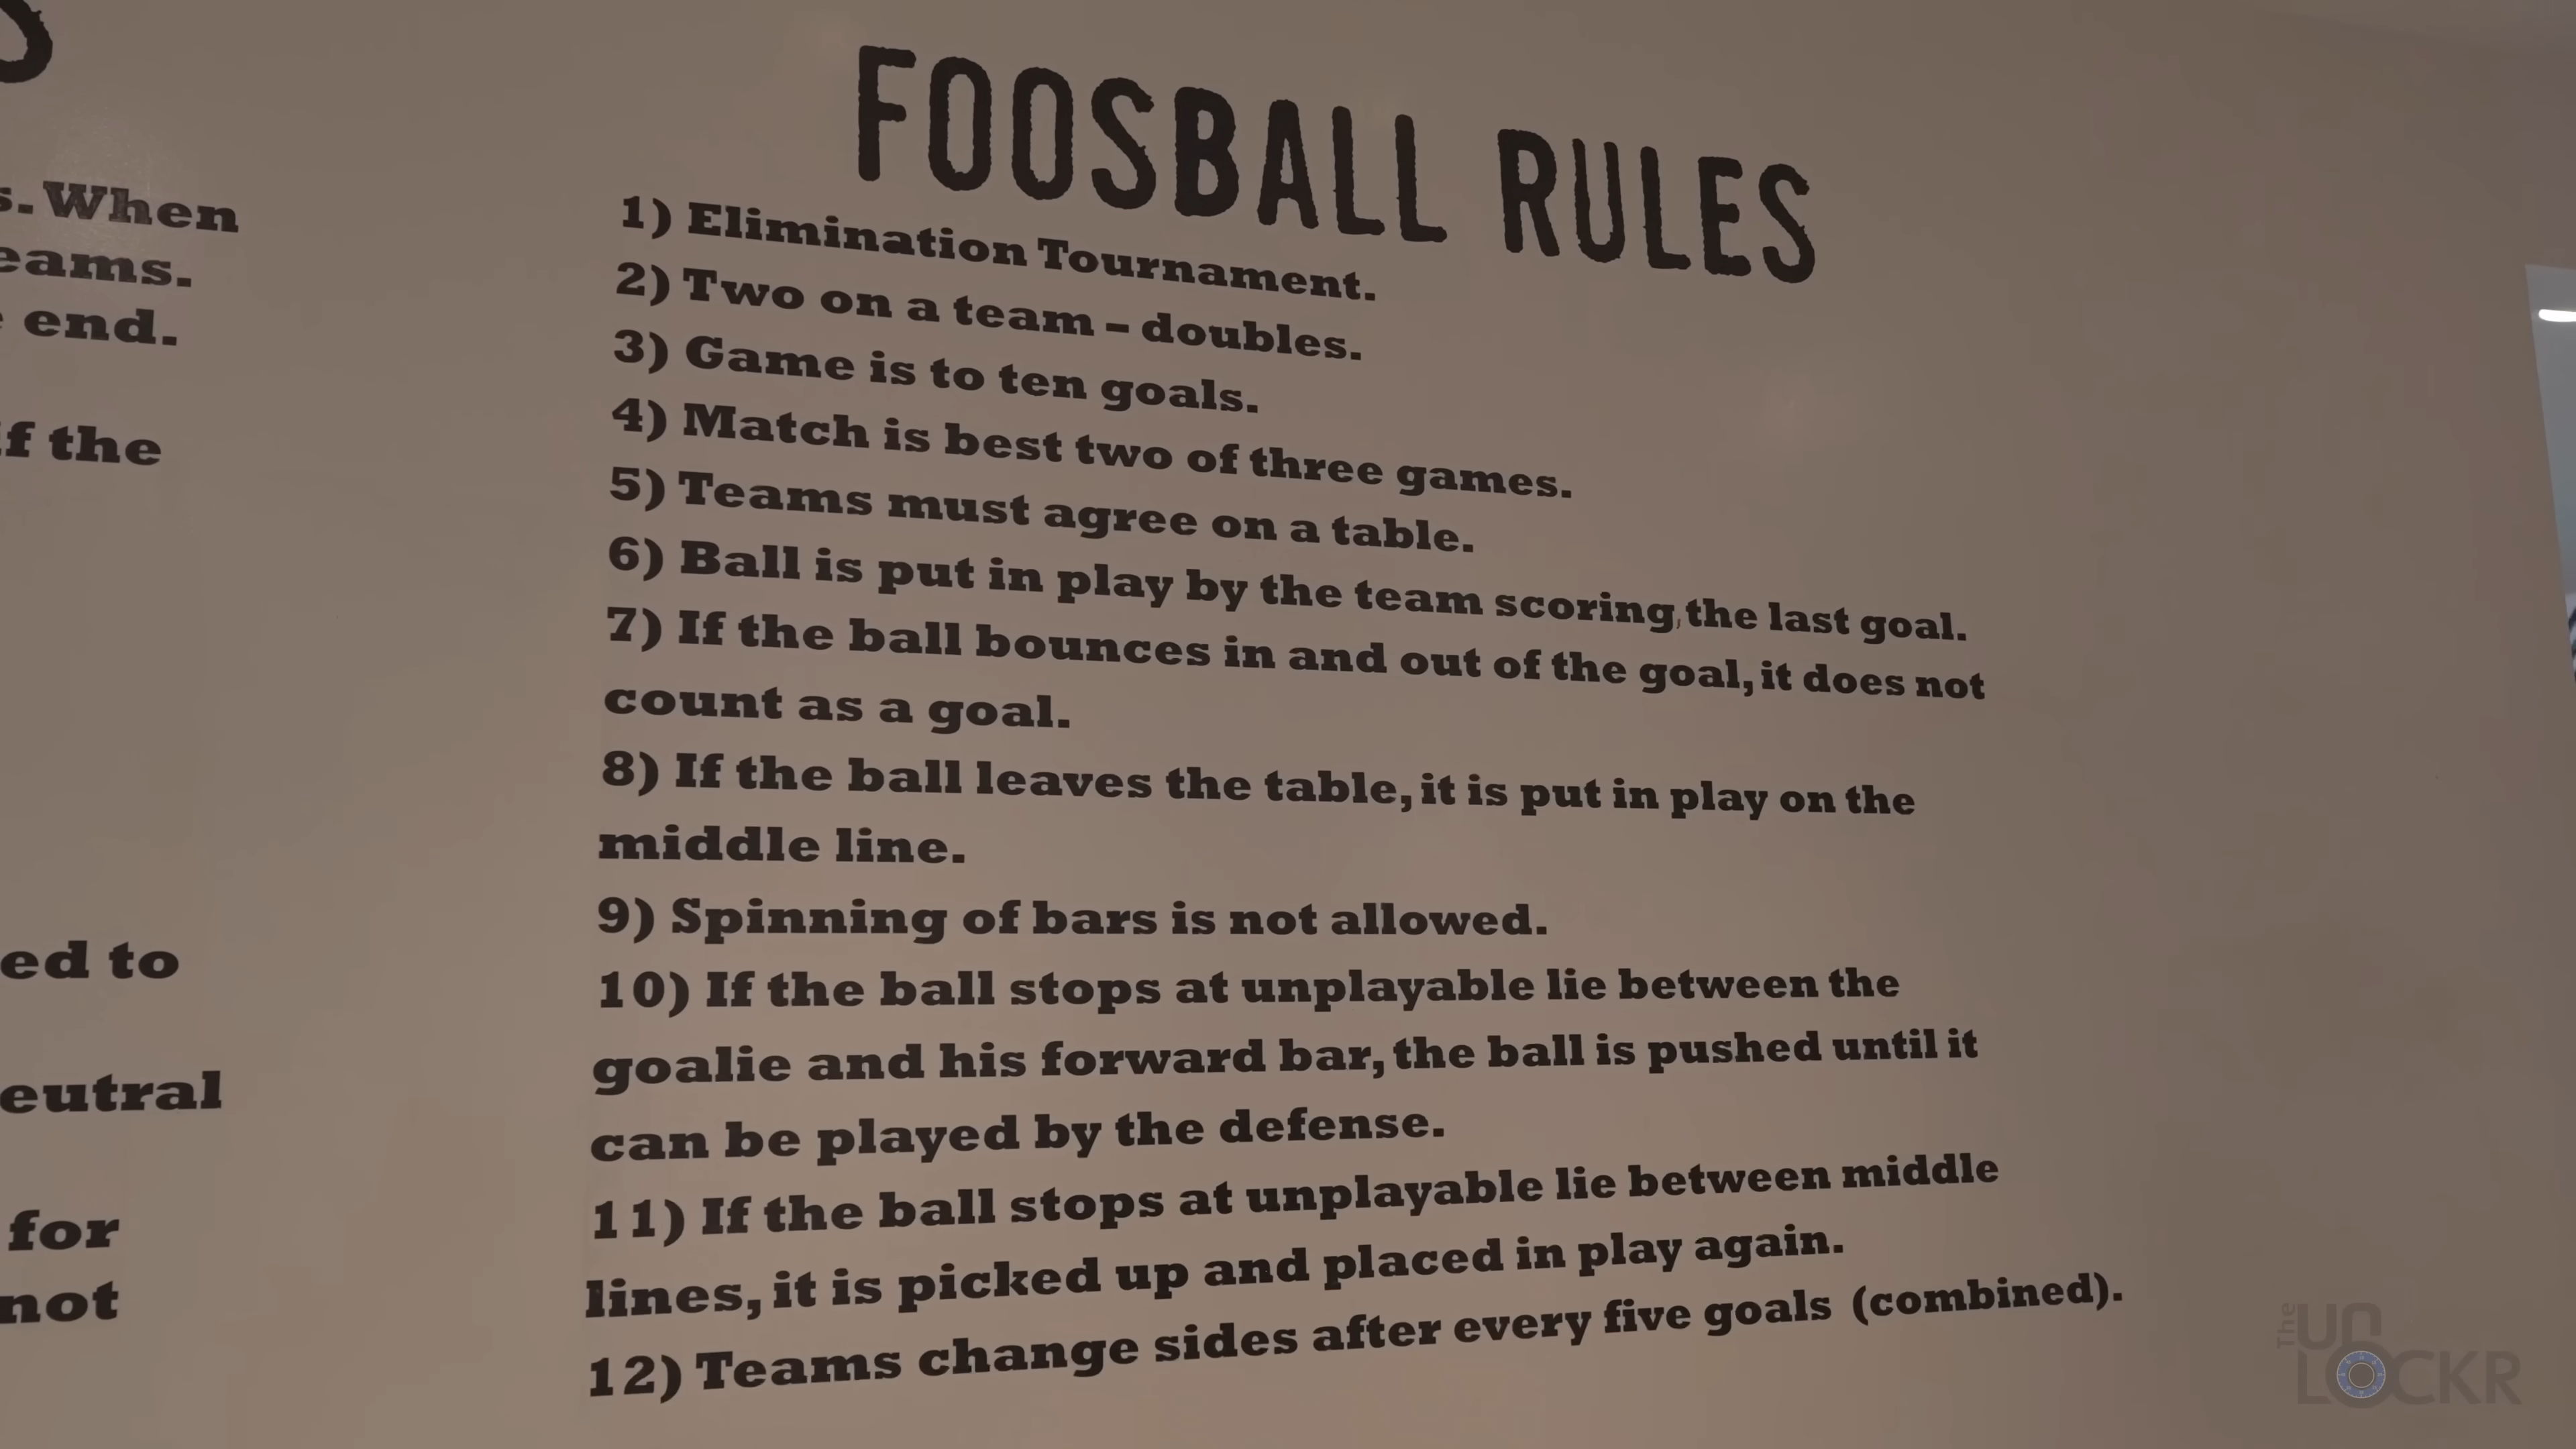 s. When
eams.
end.
if the
ed to
eutral
for
not
FOOSBALL RULES
1) Elimination Tournament.
2) Two on a team – doubles.
3) Game is to ten goals.
4) Match is best two of three games.
5) Teams must agree on a table.
6) Ball is put in play by the team scoring, the last goal.
7) If the ball bounces in and out of the goal, it does not
count as a goal.
8) If the ball leaves the table, it is put in play on the
middle line.
9) Spinning of bars is not allowed.
10) If the ball stops at unplayable lie between the
goalie and his forward bar, the ball is pushed until it
can be played by the defense.
11) If the ball stops at unplayable lie between middle
lines, it is picked up and placed in play again.
12) Teams change sides after every five goals (combined).
The UNLOCKR